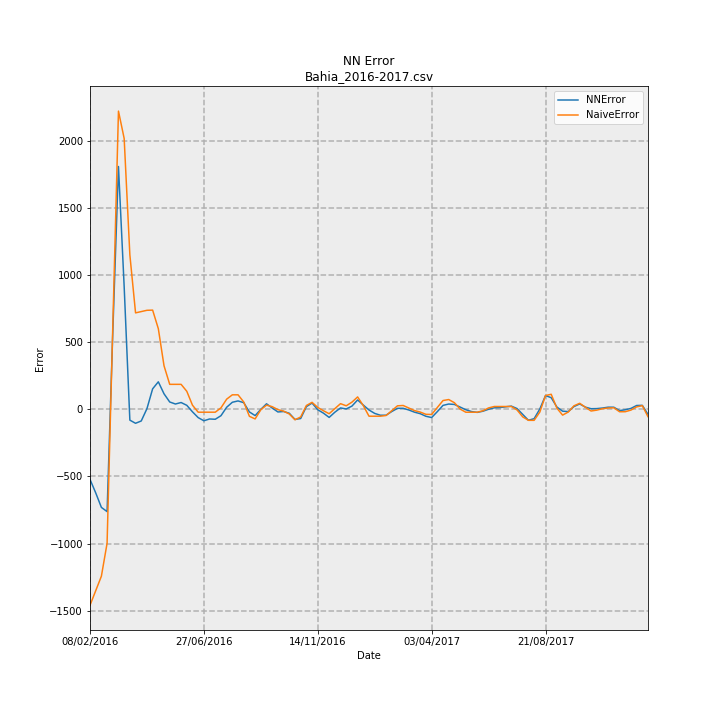 NN Error
Bahia_2016-2017.csv
NNError
NaiveError
2000
1500
1000
500
0
−500
−1000
−1500
Error
08/02/2016
27/06/2016
14/11/2016
03/04/2017
21/08/2017
Date